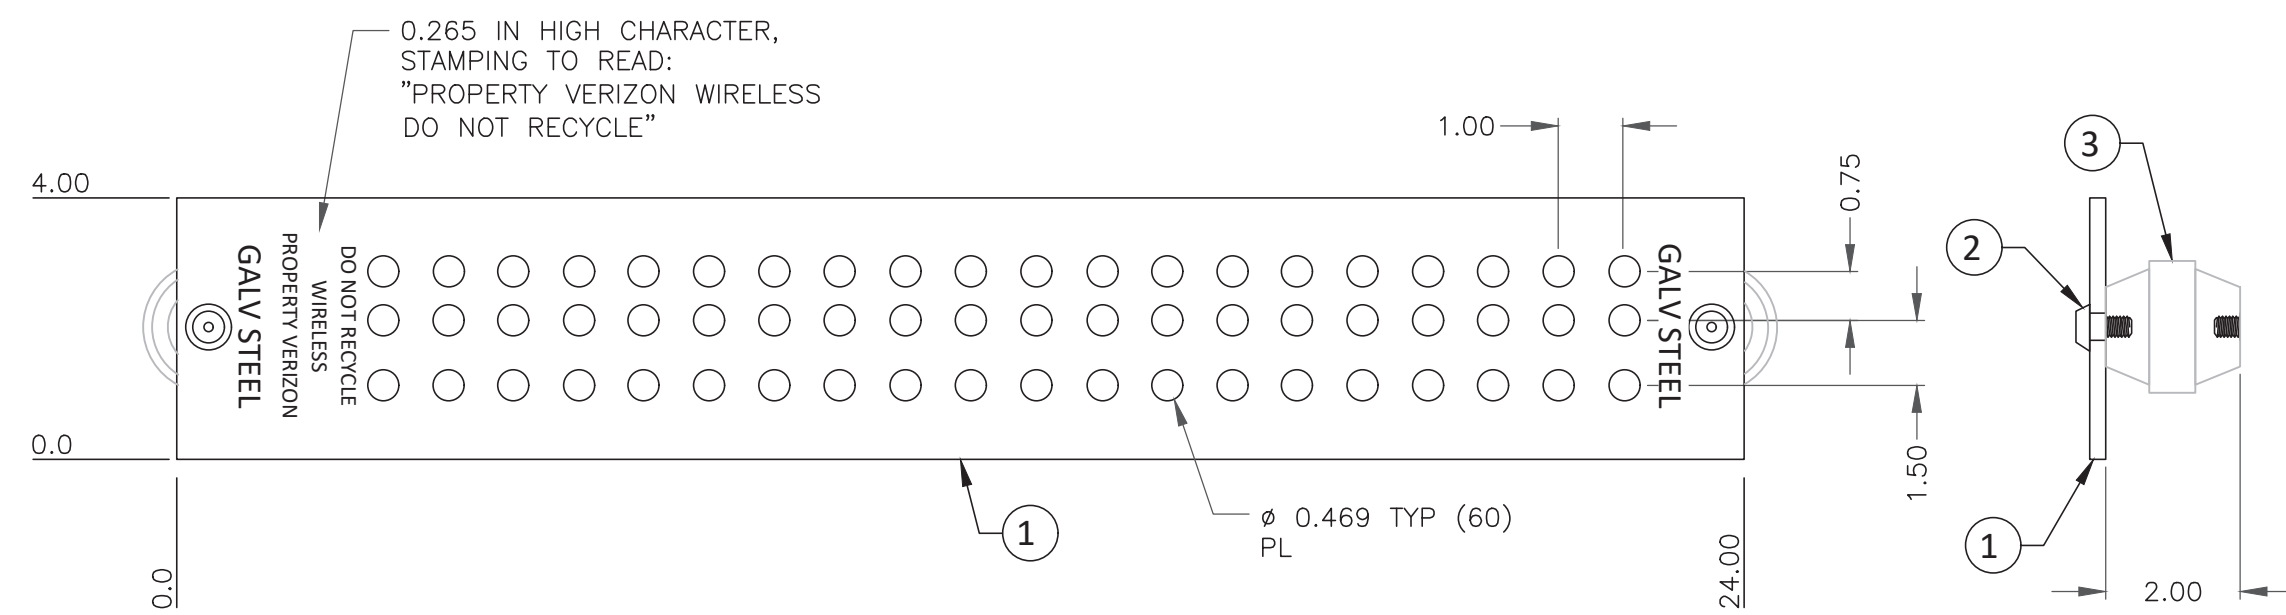 0.265 IN HIGH CHARACTER,
STAMPING TO READ:
"PROPERTY VERIZON WIRELESS
DO NOT RECYCLE"
1.00
0.75
3
4.00
2
GALV STEEL
PROPERTY VERIZON
WIRELESS
DO NOT RECYCLE
GALV STEEL
0.0
1.50
ø 0.469 TYP (60)
PL
1
1
0.0
24.00
2.00